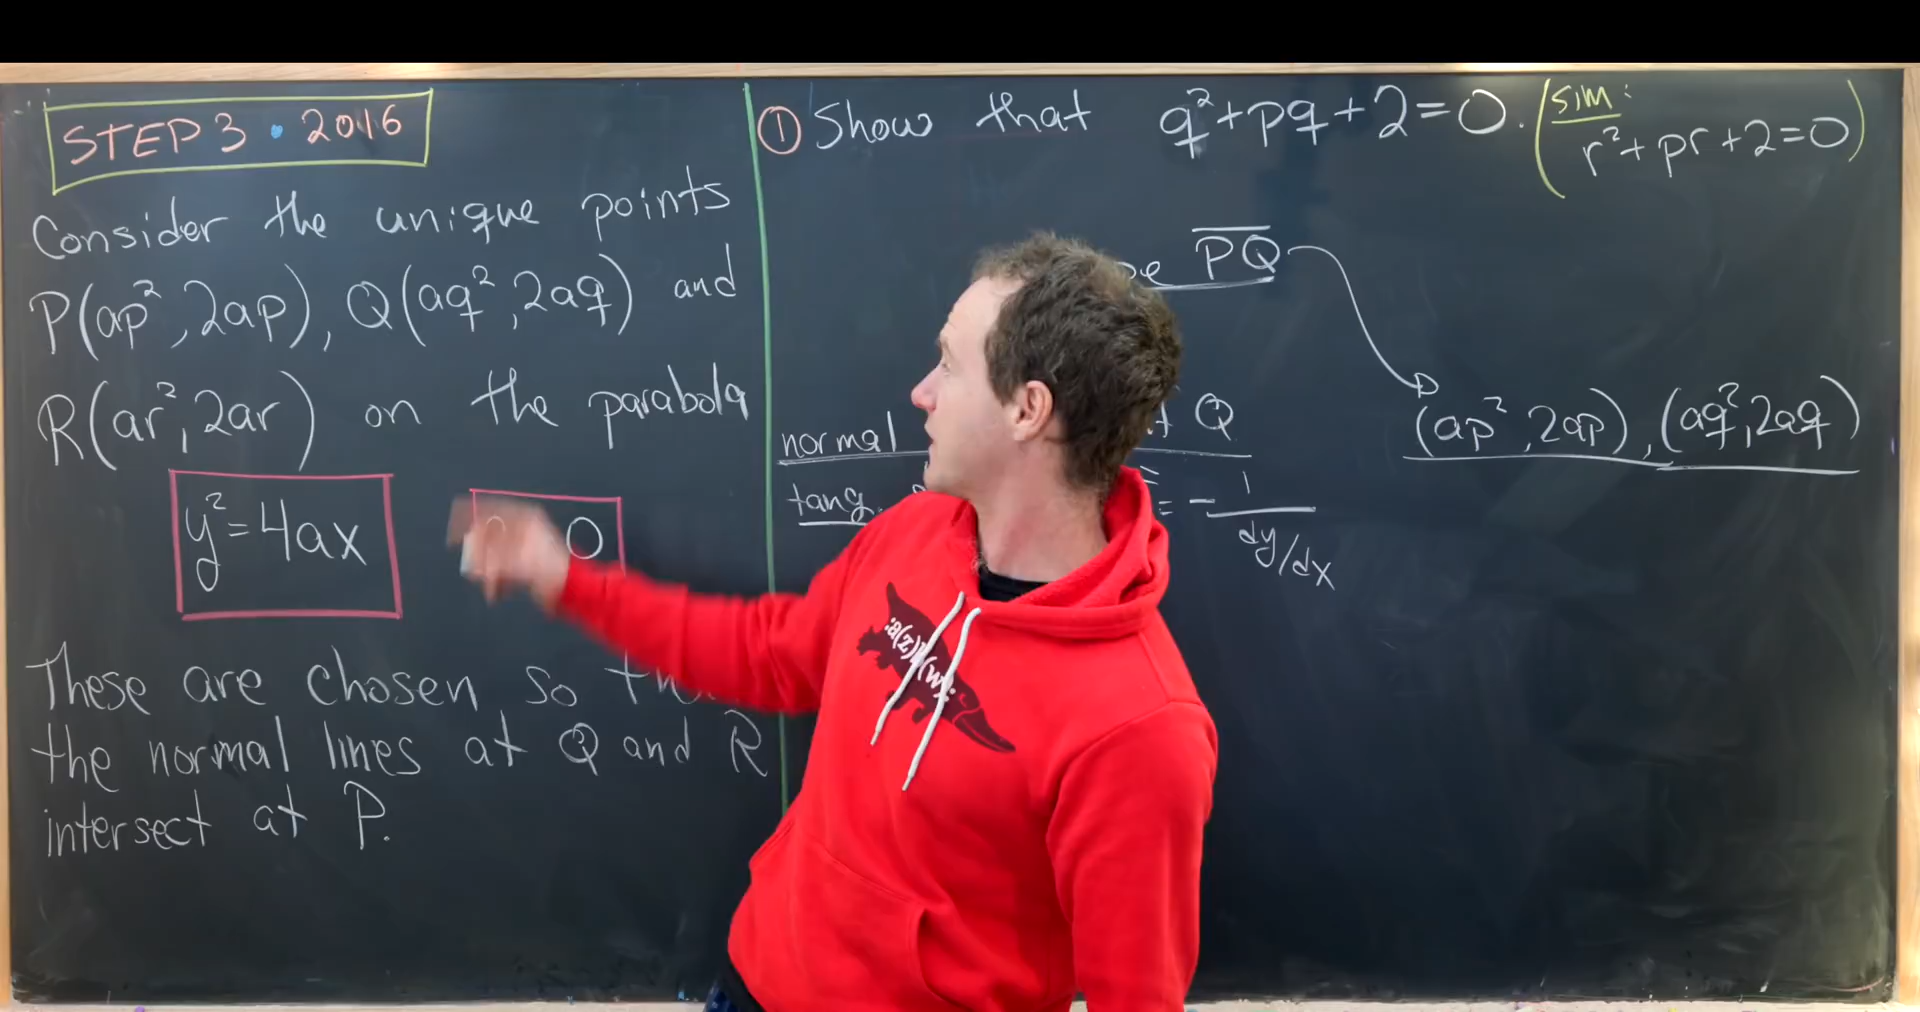 STEP 3 • 2016
Consider the unique points
P(ap², 2ap), Q(aq², 2aq) and
R(ar², 2ar) on the parabola
y² = 4ax
0
These are chosen so
the normal lines at Q and R
intersect at P.
① Show that q² + pq + 2 = 0. (sim:
r² + pr + 2 = 0)
PQ
(ap², 2ap), (aq², 2aq)
normal Q
tang. = - 1
dy/dx
:a(z) (w):